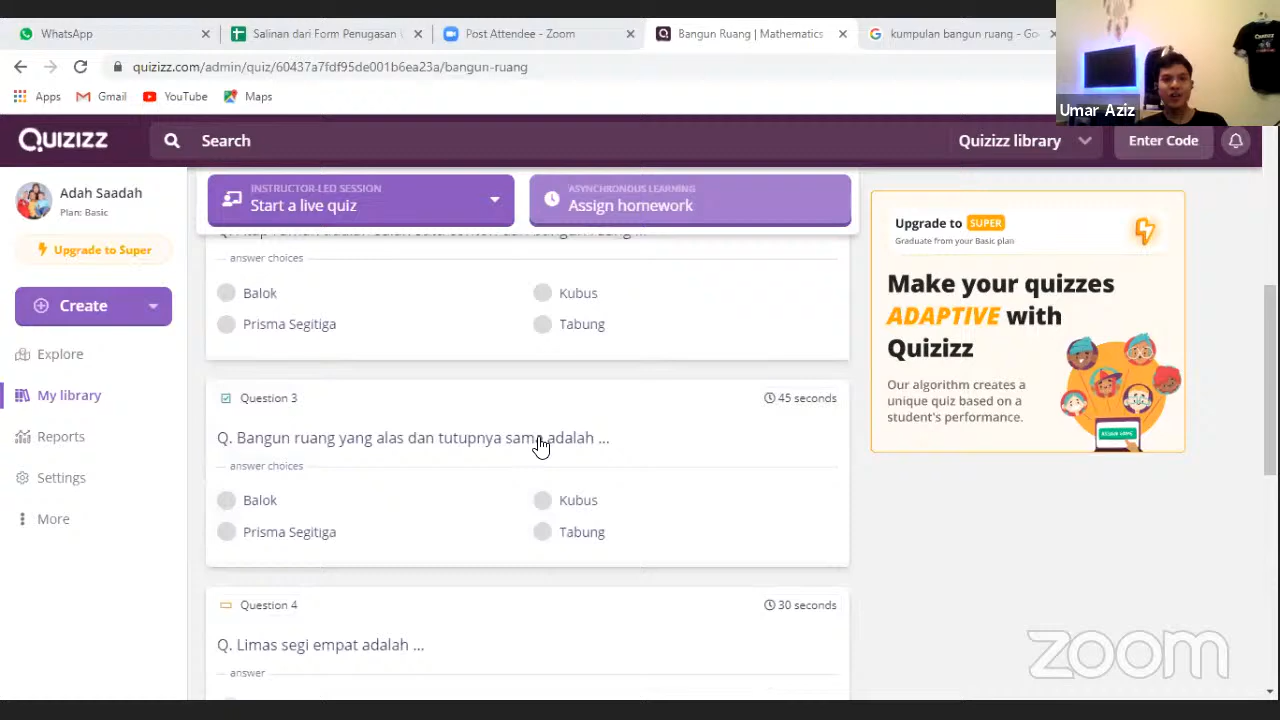 WhatsApp
Salinan dari Form Penugasan
Post Attendee - Zoom
Bangun Ruang | Mathematics
kumpulan bangun ruang - Go
quizizz.com/admin/quiz/60437a7fdf95de001b6ea23a/bangun-ruang
Apps
Gmail
YouTube
Maps
Umar Aziz
QUIZIZZ
Search
Quizizz library
Enter Code
Adah Saadah
Plan: Basic
Upgrade to Super
Create
Explore
My library
Reports
Settings
More
INSTRUCTOR-LED SESSION
Start a live quiz
ASYNCHRONOUS LEARNING
Assign homework
answer choices
Balok
Kubus
Prisma Segitiga
Tabung
Question 3
45 seconds
Q. Bangun ruang yang alas dan tutupnya sama adalah ...
answer choices
Balok
Kubus
Prisma Segitiga
Tabung
Question 4
30 seconds
Q. Limas segi empat adalah ...
answer
Upgrade to SUPER
Graduate from your Basic plan
Make your quizzes
ADAPTIVE with
Quizizz
Our algorithm creates a
unique quiz based on a
student's performance.
zoom